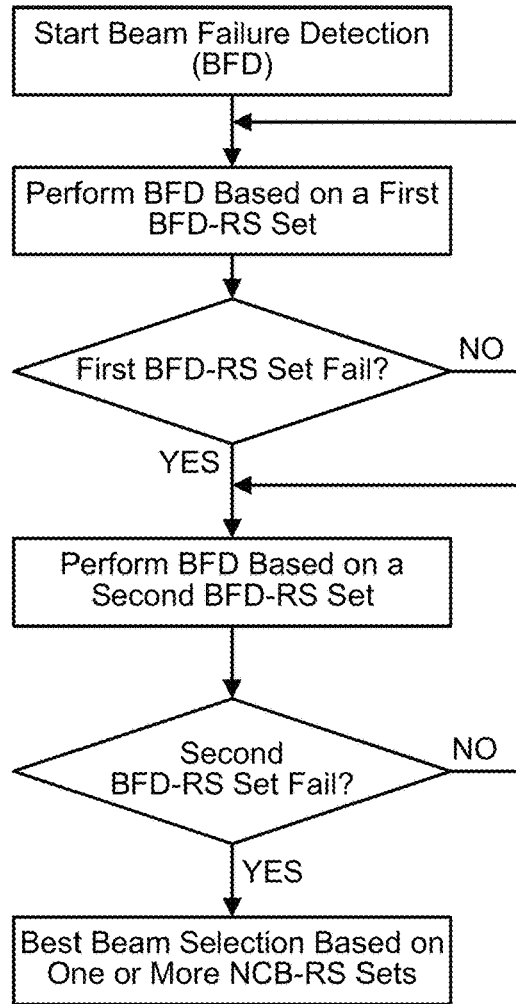 Start Beam Failure Detection
(BFD)
Perform BFD Based on a First
BFD-RS Set
First BFD-RS Set Fail?
NO
YES
Perform BFD Based on a
Second BFD-RS Set
Second
BFD-RS Set Fail?
NO
YES
Best Beam Selection Based on
One or More NCB-RS Sets